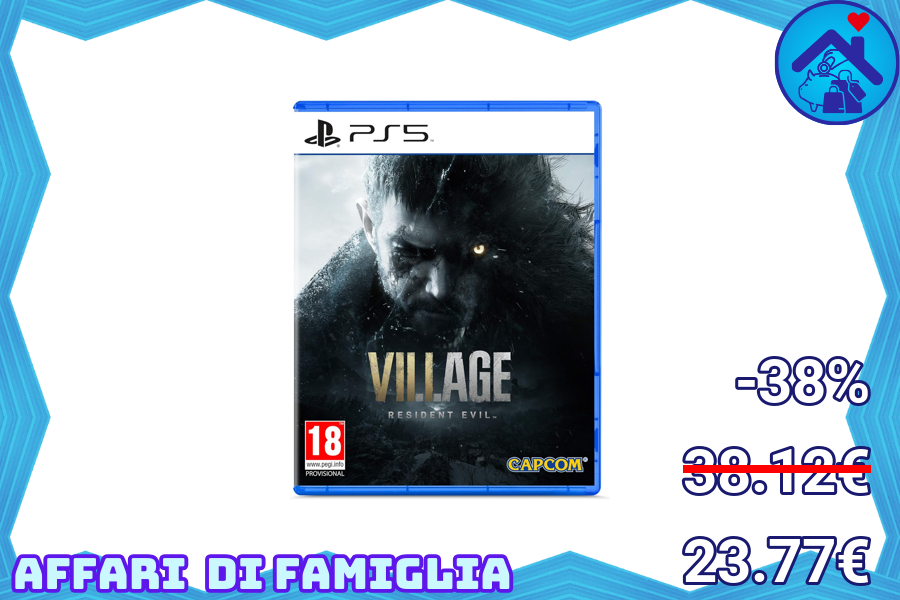 PS5
VILLAGE
RESIDENT EVIL
18
www.pegi.info
PROVISIONAL
CAPCOM
-38%
38.12€
23.77€
AFFARI DI FAMIGLIA